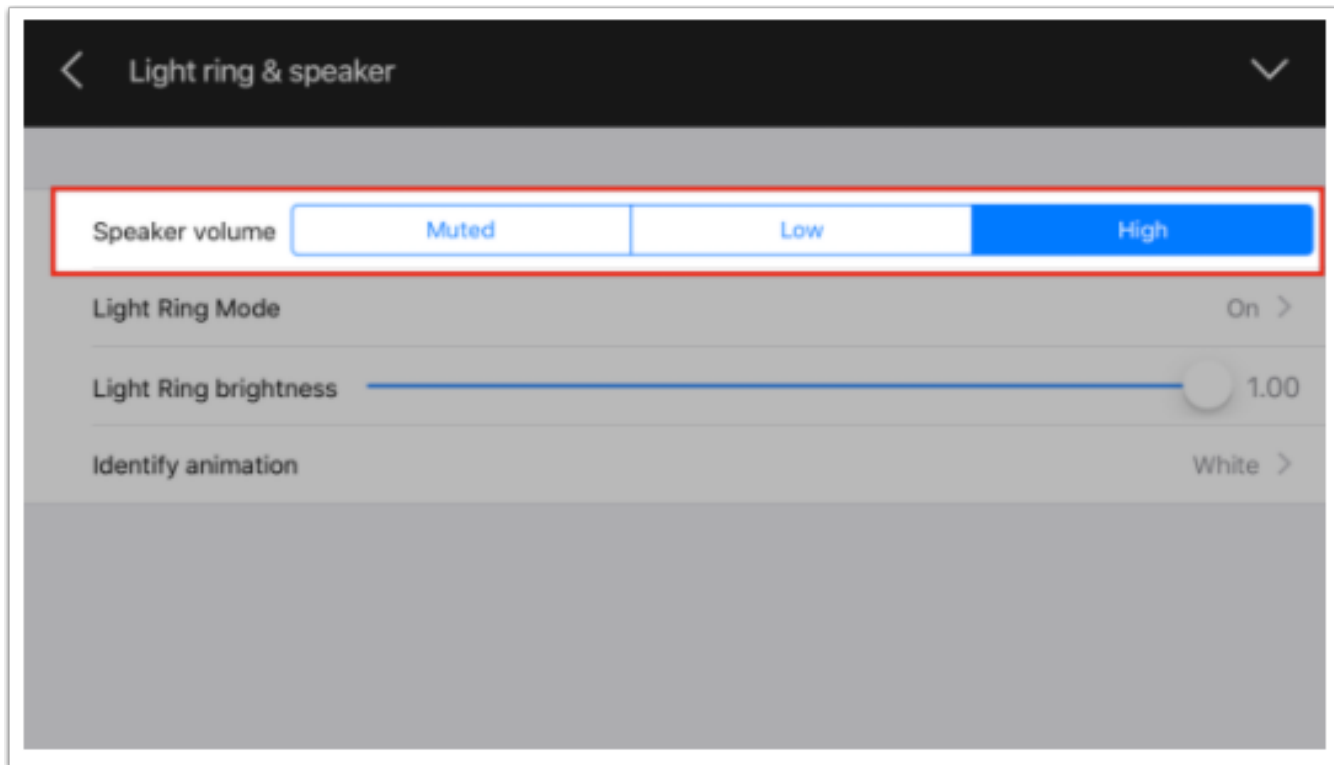 Light ring & speaker
Speaker volume Muted Low High
Light Ring Mode On
Light Ring brightness 1.00
Identify animation White